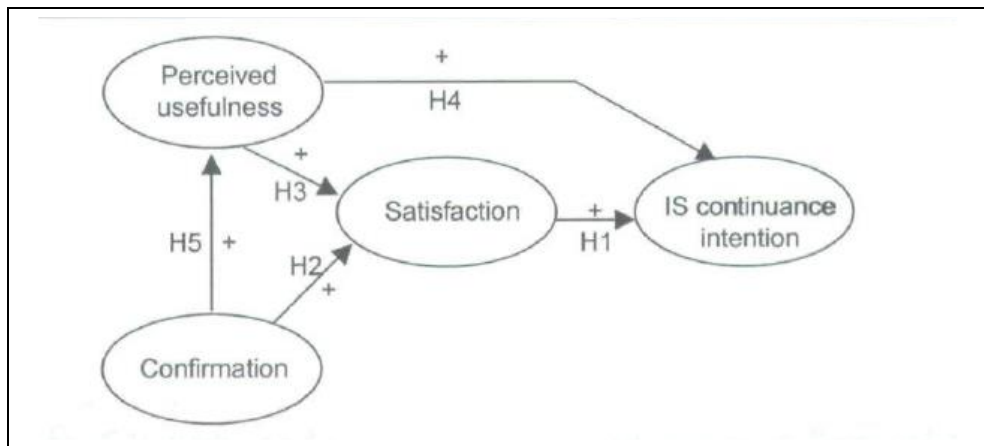 +
Perceived
usefulness
H4
+
H3
Satisfaction
+
H1
IS continuance
intention
H5 +
H2
+
Confirmation